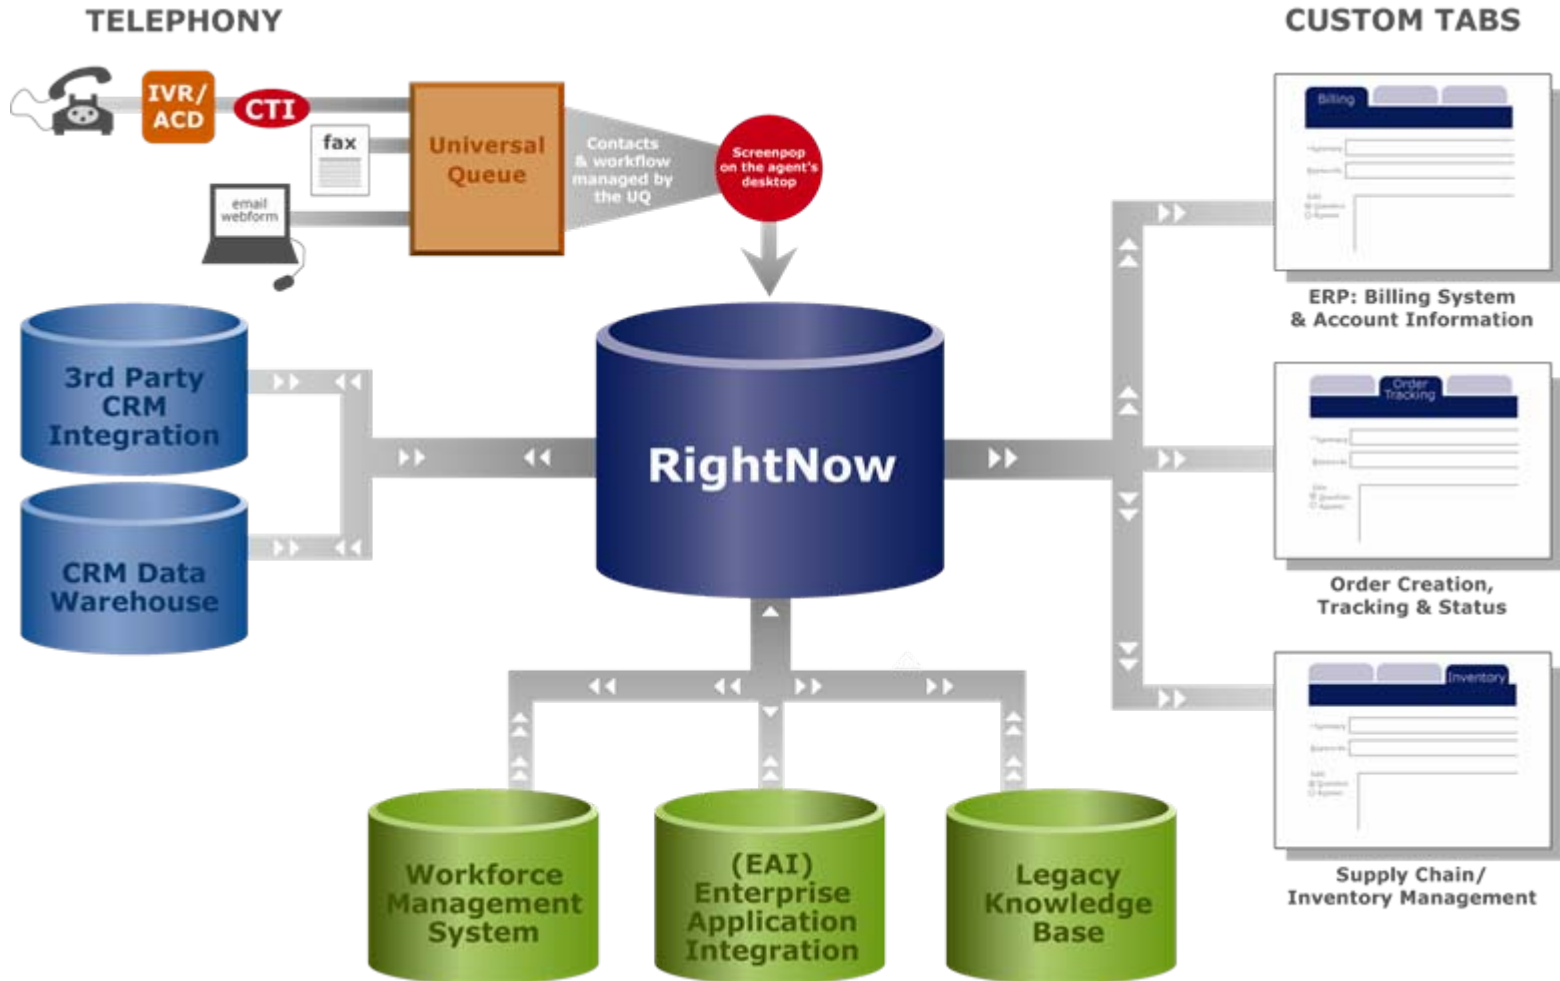 TELEPHONY
CUSTOM TABS
IVR/
ACD
CTI
fax
email
webform
Universal
Queue
Contacts
& workflow
managed by
the UQ
Screenpop
on the agent's
desktop
Billing
ERP: Billing System
& Account Information
3rd Party
CRM
Integration
CRM Data
Warehouse
RightNow
Order
Tracking
Order Creation,
Tracking & Status
Inventory
Supply Chain/
Inventory Management
Workforce
Management
System
(EAI)
Enterprise
Application
Integration
Legacy
Knowledge
Base